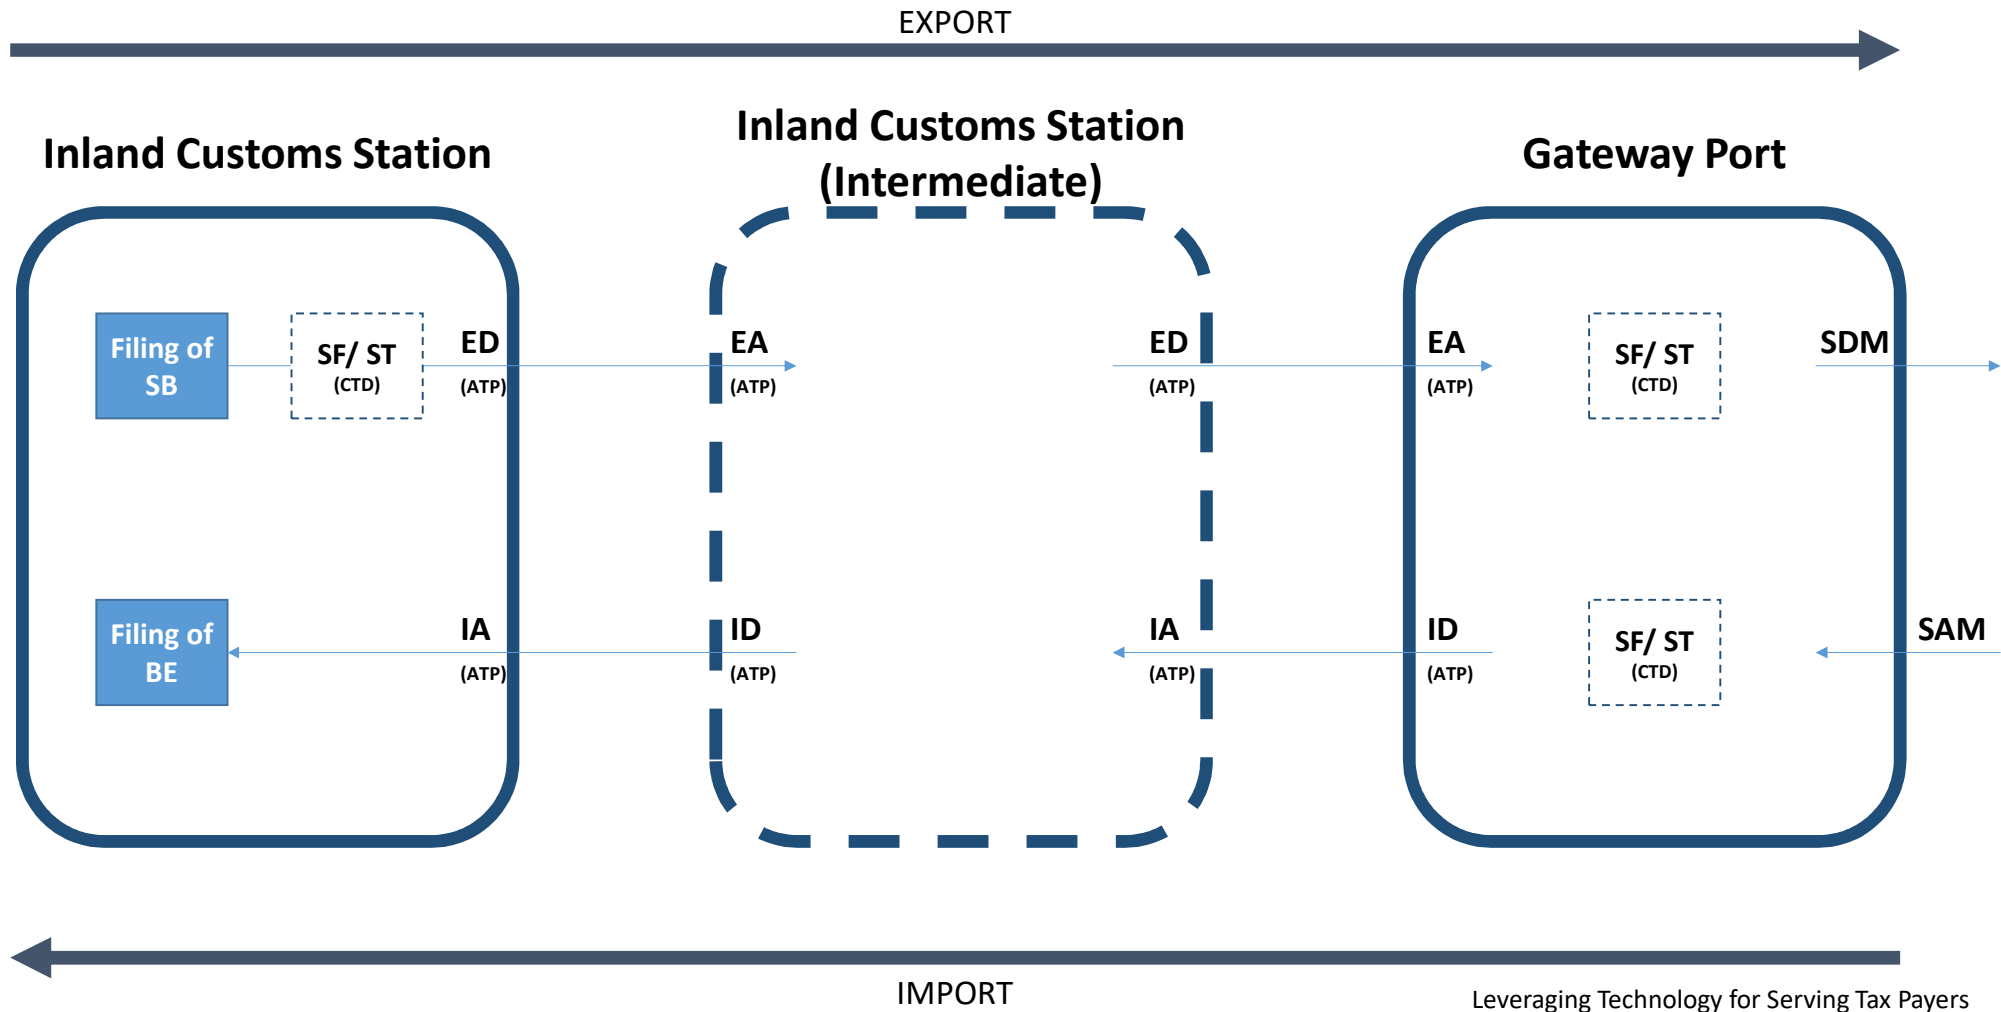 EXPORT
Inland Customs Station
Inland Customs Station
(Intermediate)
Gateway Port
Filing of
SB
SF/ ST
(CTD)
ED
(ATP)
EA
(ATP)
ED
(ATP)
EA
(ATP)
SF/ ST
(CTD)
SDM
Filing of
BE
IA
(ATP)
ID
(ATP)
IA
(ATP)
ID
(ATP)
SF/ ST
(CTD)
SAM
IMPORT
Leveraging Technology for Serving Tax Payers